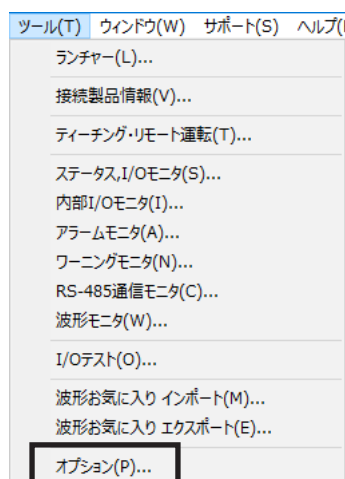 ツール(T) ウィンドウ(W) サポート(S) ヘルプ(
ランチャー(L)...
接続製品情報(V)...
ティーチング・リモート運転(T)...
ステータス,I/Oモニタ(S)...
内部I/Oモニタ(I)...
アラームモニタ(A)...
ワーニングモニタ(N)...
RS-485通信モニタ(C)...
波形モニタ(W)...
I/Oテスト(O)...
波形お気に入り インポート(M)...
波形お気に入り エクスポート(E)...
オプション(P)...